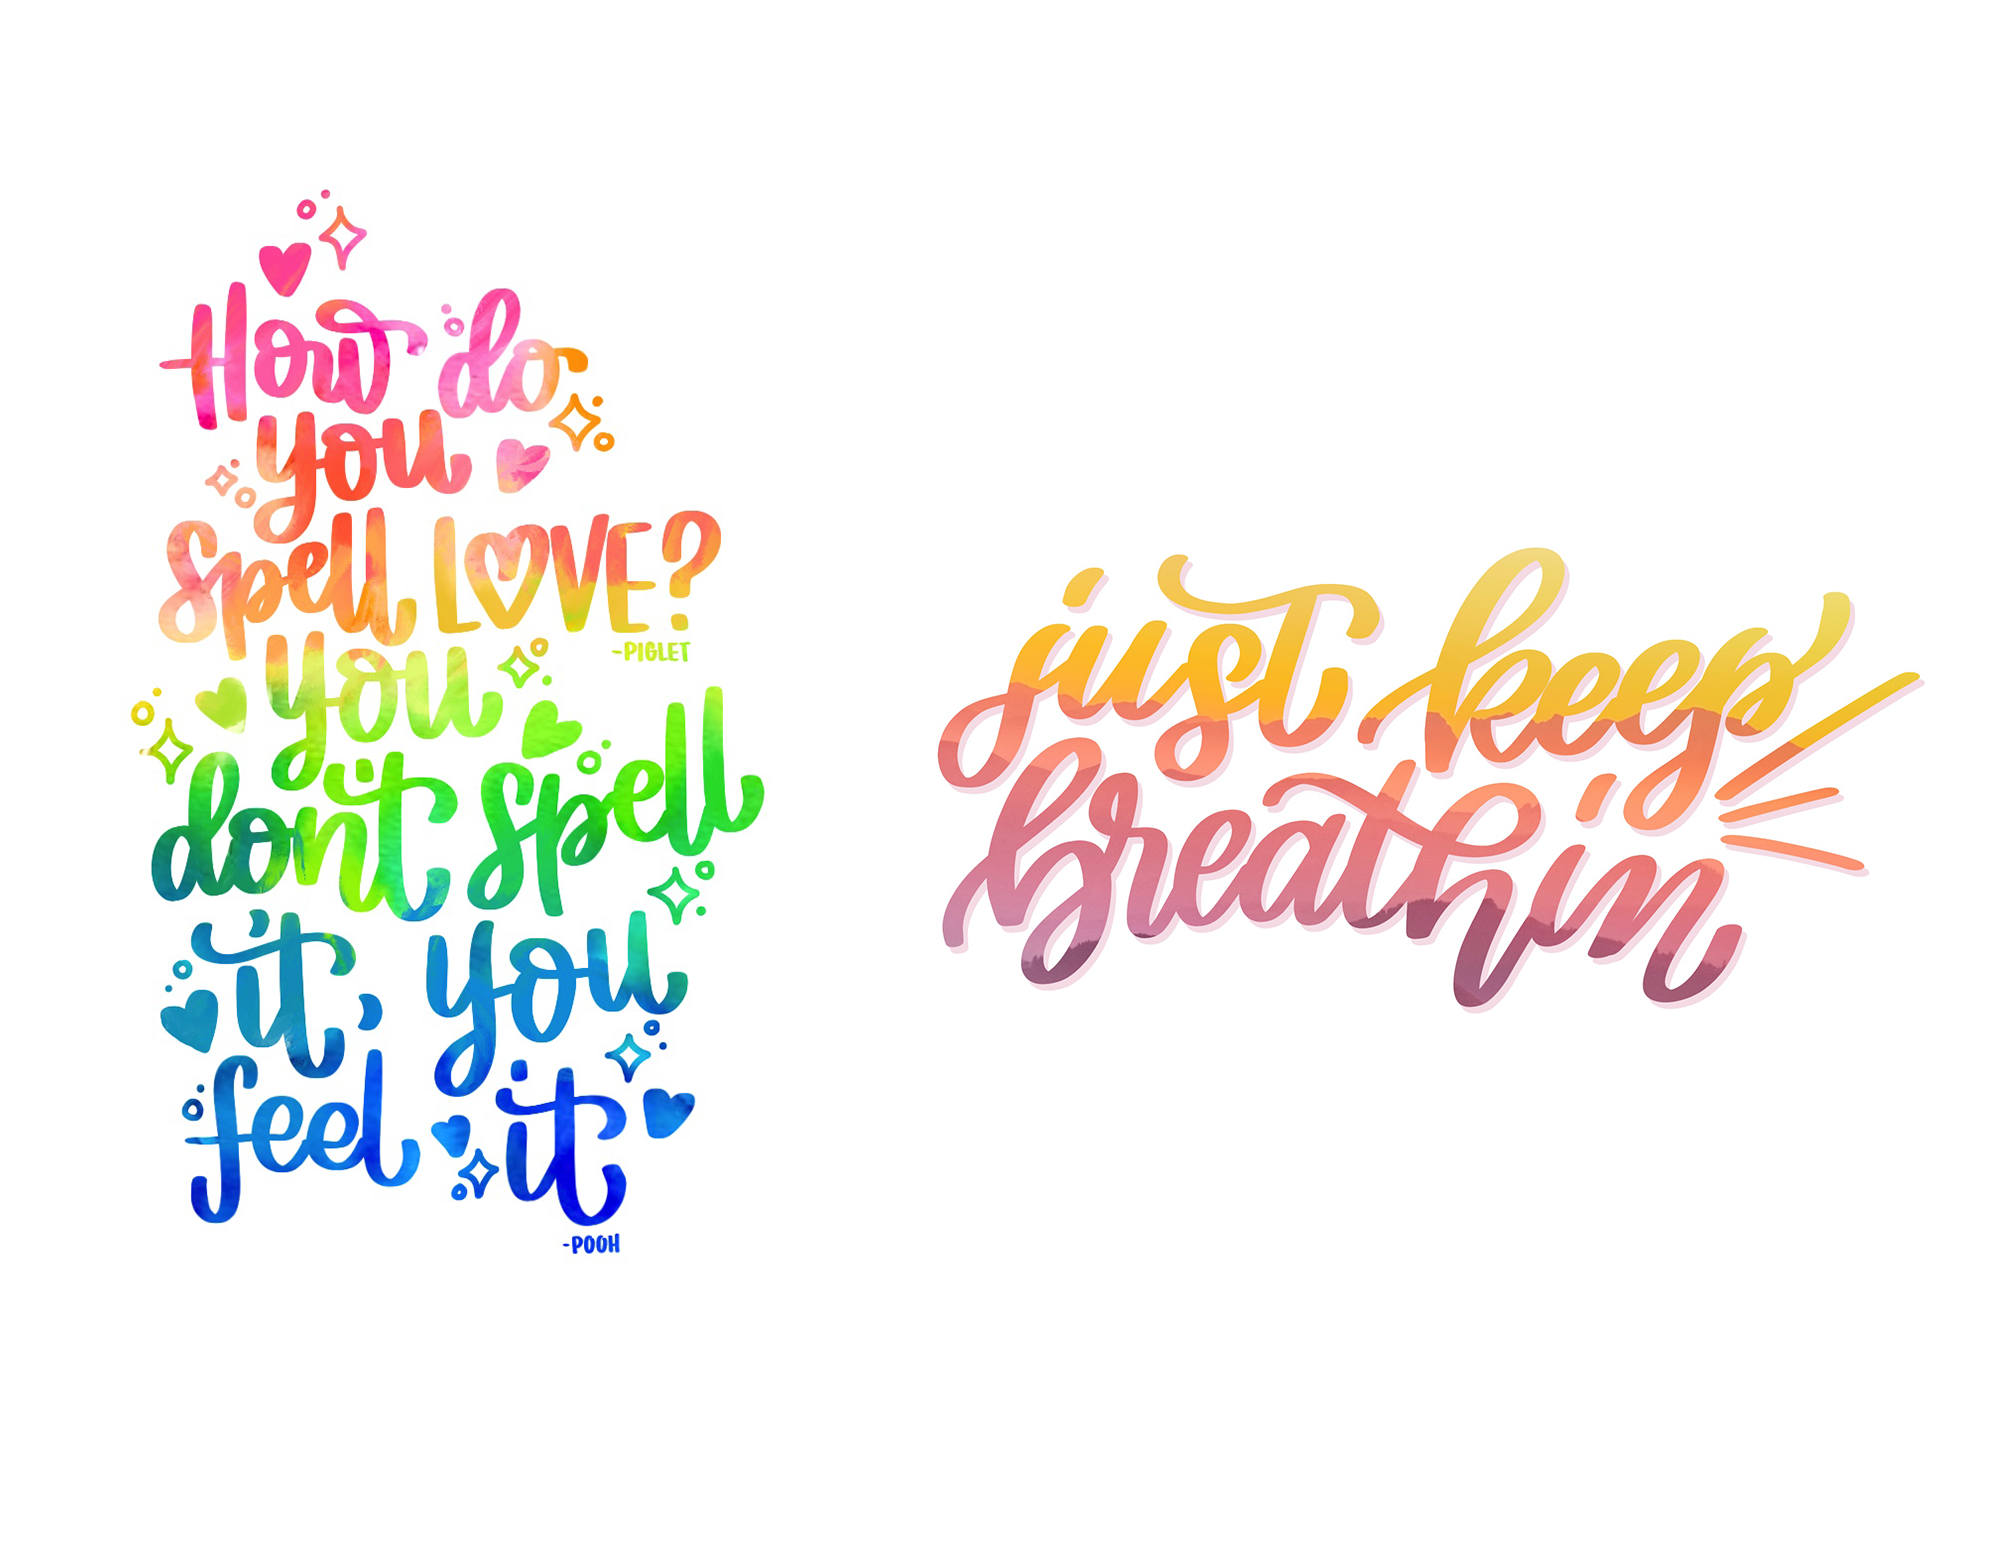 How do
you
spell LOVE?
-PIGLET
you
don't spell
it, you
feel it
-POOH
just keep
breathin